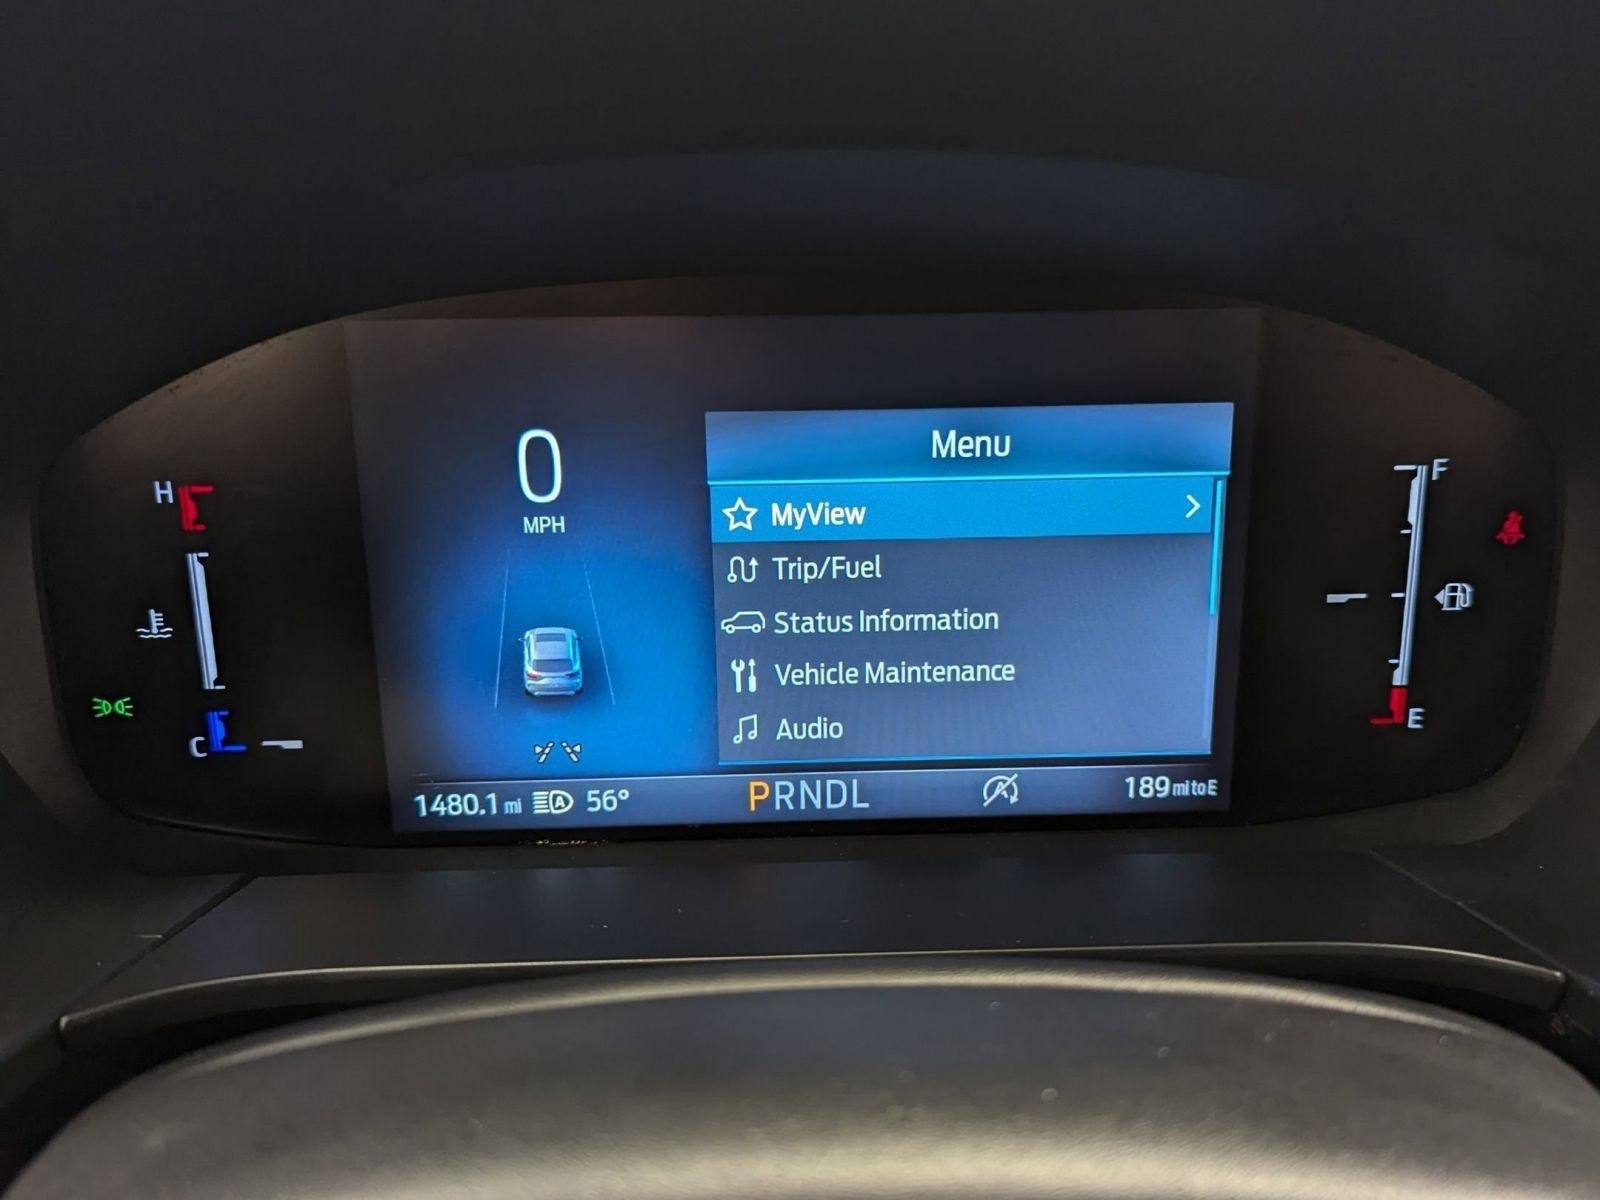 0
MPH
Menu
MyView
Trip/Fuel
Status Information
Vehicle Maintenance
Audio
H
C
F
E
1480.1 mi A 56° PRNDL A 189 mi to E